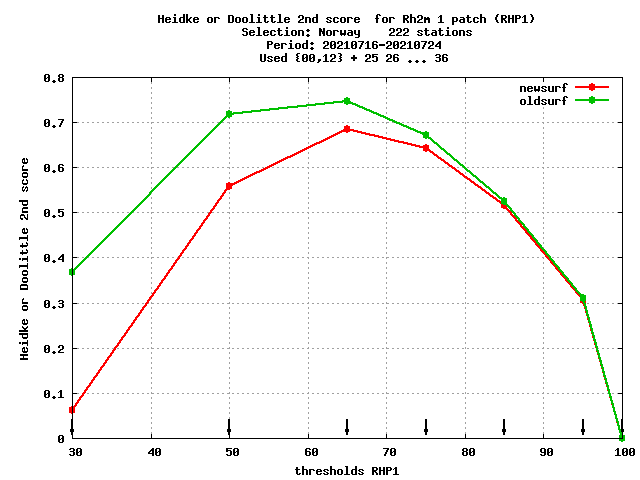 Heidke or Doolittle 2nd score  for Rh2m 1 patch (RHP1)
Selection: Norway    222 stations
Period: 20210716-20210724
Used {00,12} + 25 26 ... 36
newsurf
oldsurf
0.8
0.7
0.6
0.5
0.4
0.3
0.2
0.1
0
Heidke or Doolittle 2nd score
30 40 50 60 70 80 90 100
thresholds RHP1